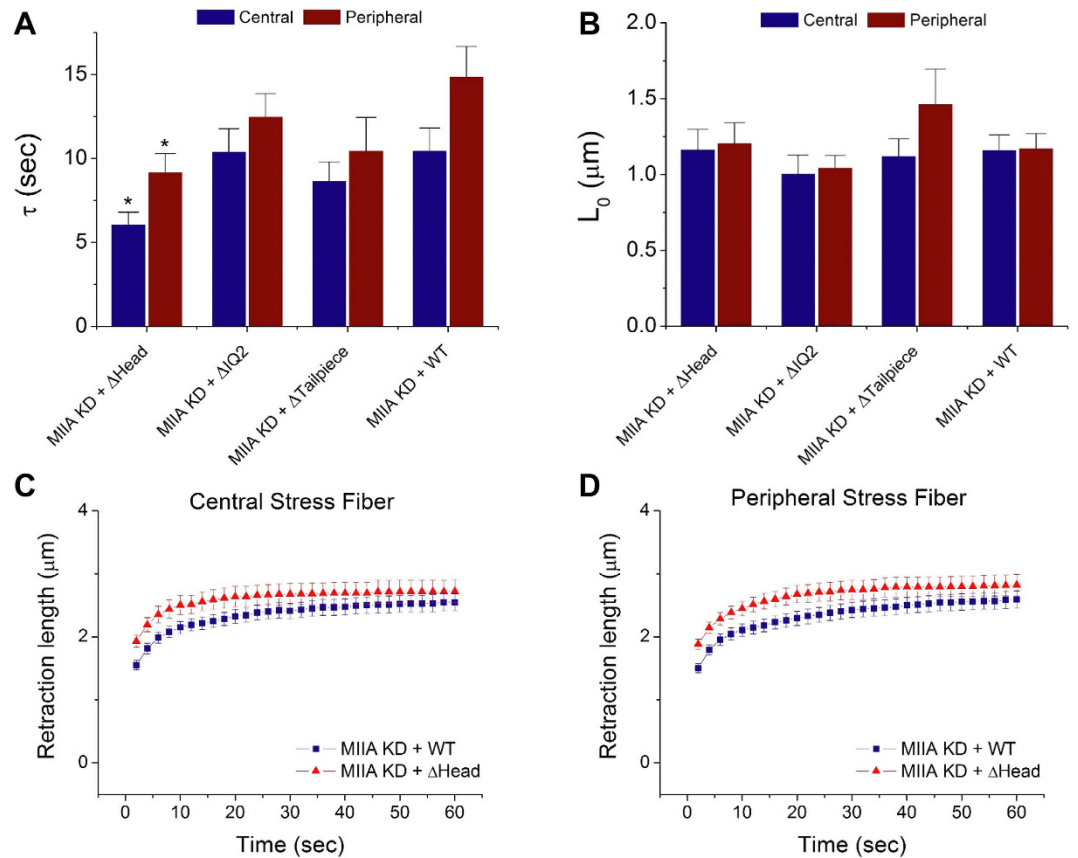 A
Central
Peripheral
τ (sec)
15
10
5
0
*
*
MIIA KD + ΔHead
MIIA KD + ΔIQ2
MIIA KD + ΔTailpiece
MIIA KD + WT
B
Central
Peripheral
L₀ (μm)
2.0
1.5
1.0
0.5
0.0
MIIA KD + ΔHead
MIIA KD + ΔIQ2
MIIA KD + ΔTailpiece
MIIA KD + WT
C
Central Stress Fiber
Retraction length (μm)
4
2
0
MIIA KD + WT
MIIA KD + ΔHead
0 10 20 30 40 50 60
Time (sec)
D
Peripheral Stress Fiber
Retraction length (μm)
4
2
0
MIIA KD + WT
MIIA KD + ΔHead
0 10 20 30 40 50 60
Time (sec)